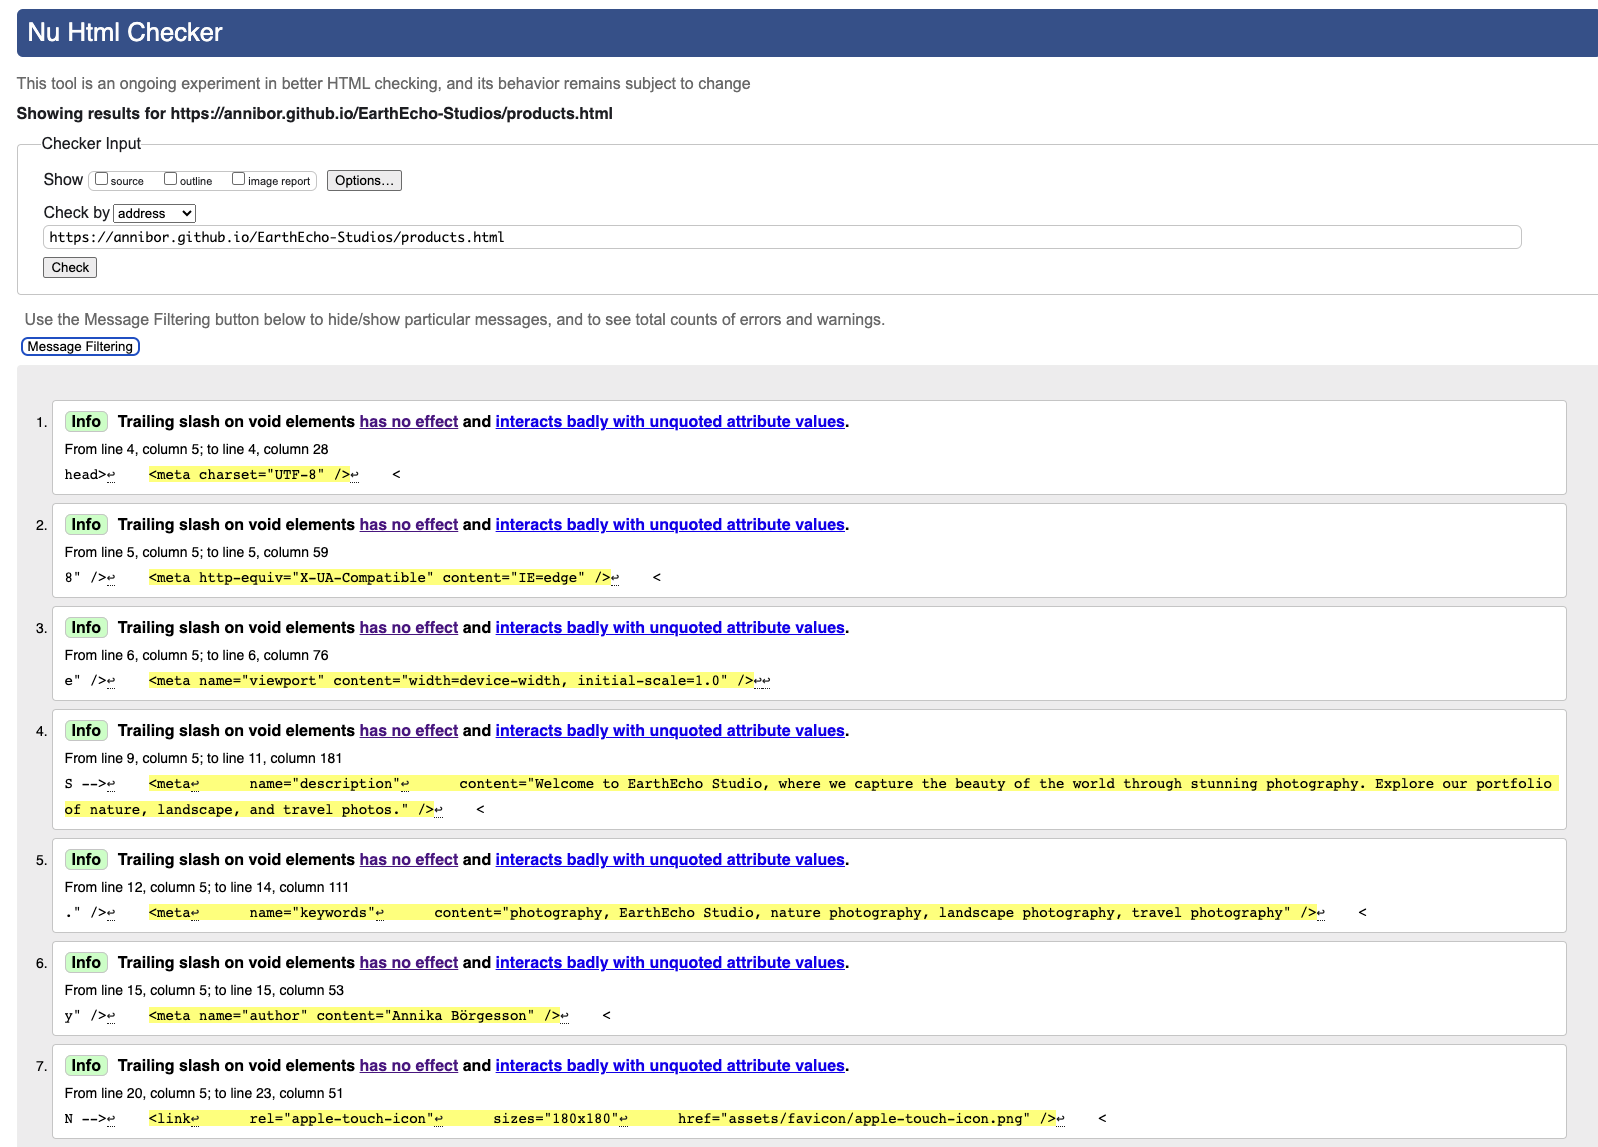 Nu Html Checker
This tool is an ongoing experiment in better HTML checking, and its behavior remains subject to change
Showing results for https://annibor.github.io/EarthEcho-Studios/products.html
Checker Input
Show source outline image report Options...
Check by address
https://annibor.github.io/EarthEcho-Studios/products.html
Check
Use the Message Filtering button below to hide/show particular messages, and to see total counts of errors and warnings.
Message Filtering
1. Info Trailing slash on void elements has no effect and interacts badly with unquoted attribute values.
From line 4, column 5; to line 4, column 28
head>↩ <meta charset="UTF-8" />↩ <
2. Info Trailing slash on void elements has no effect and interacts badly with unquoted attribute values.
From line 5, column 5; to line 5, column 59
8" />↩ <meta http-equiv="X-UA-Compatible" content="IE=edge" />↩ <
3. Info Trailing slash on void elements has no effect and interacts badly with unquoted attribute values.
From line 6, column 5; to line 6, column 76
e" />↩ <meta name="viewport" content="width=device-width, initial-scale=1.0" />↩↩
4. Info Trailing slash on void elements has no effect and interacts badly with unquoted attribute values.
From line 9, column 5; to line 11, column 181
S -->↩ <meta↩ name="description"↩ content="Welcome to EarthEcho Studio, where we capture the beauty of the world through stunning photography. Explore our portfolio
of nature, landscape, and travel photos." />↩ <
5. Info Trailing slash on void elements has no effect and interacts badly with unquoted attribute values.
From line 12, column 5; to line 14, column 111
." />↩ <meta↩ name="keywords"↩ content="photography, EarthEcho Studio, nature photography, landscape photography, travel photography" />↩ <
6. Info Trailing slash on void elements has no effect and interacts badly with unquoted attribute values.
From line 15, column 5; to line 15, column 53
y" />↩ <meta name="author" content="Annika Börgesson" />↩ <
7. Info Trailing slash on void elements has no effect and interacts badly with unquoted attribute values.
From line 20, column 5; to line 23, column 51
N -->↩ <link↩ rel="apple-touch-icon"↩ sizes="180x180"↩ href="assets/favicon/apple-touch-icon.png" />↩ <